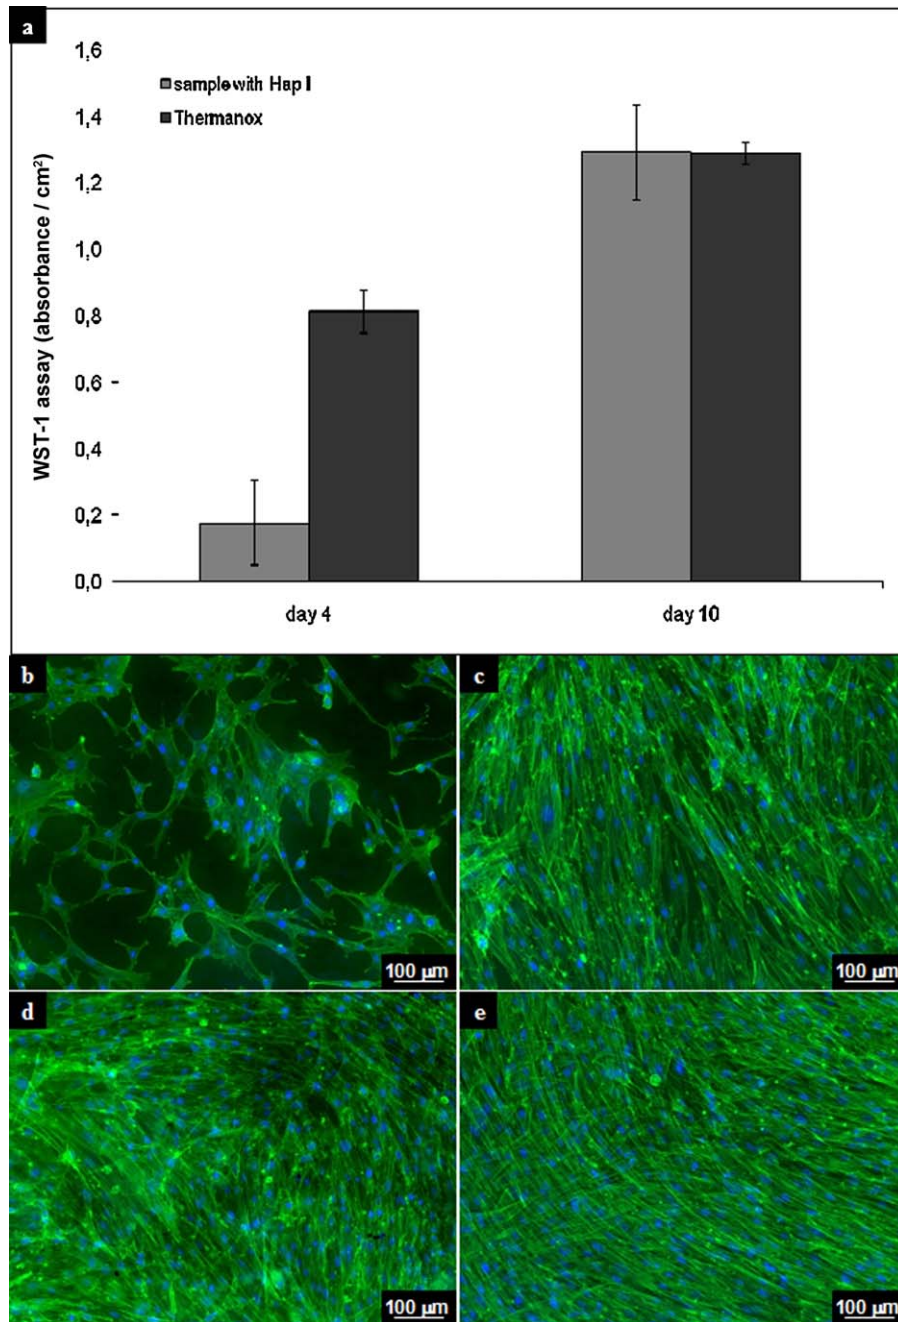 a
1,6
1,4
1,2
1,0
0,8
0,6
0,4
0,2
0,0
WST-1 assay (absorbance / cm²)
sample with Hap I
Thermanox
day 4
day 10
b
100 µm
c
100 µm
d
100 µm
e
100 µm